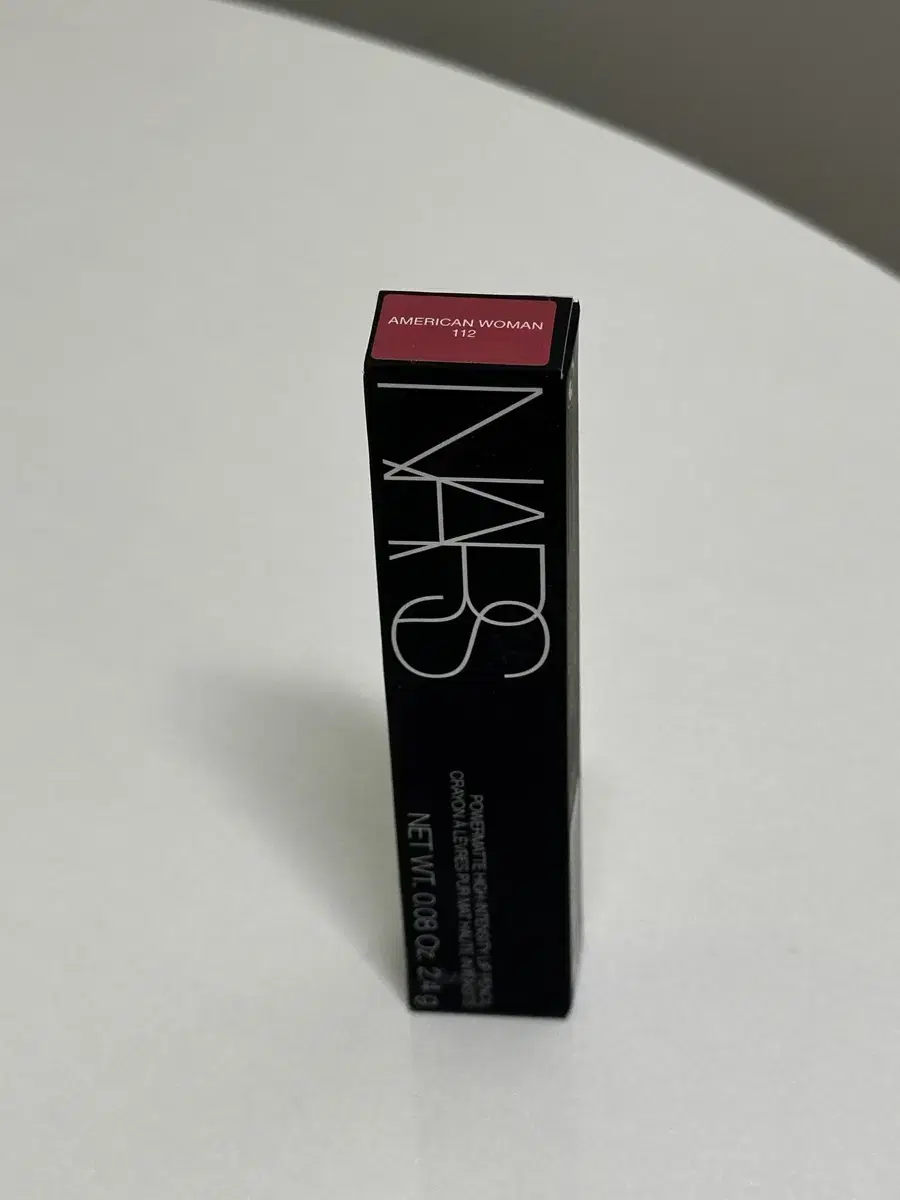 AMERICAN WOMAN
112
NARS
POWERMATTE HIGH-INTENSITY LIP PENCIL
CRAYON À LÈVRES PUR MAT HAUTE INTENSITÉ
NET WT. 0.08 Oz. 2.4 g